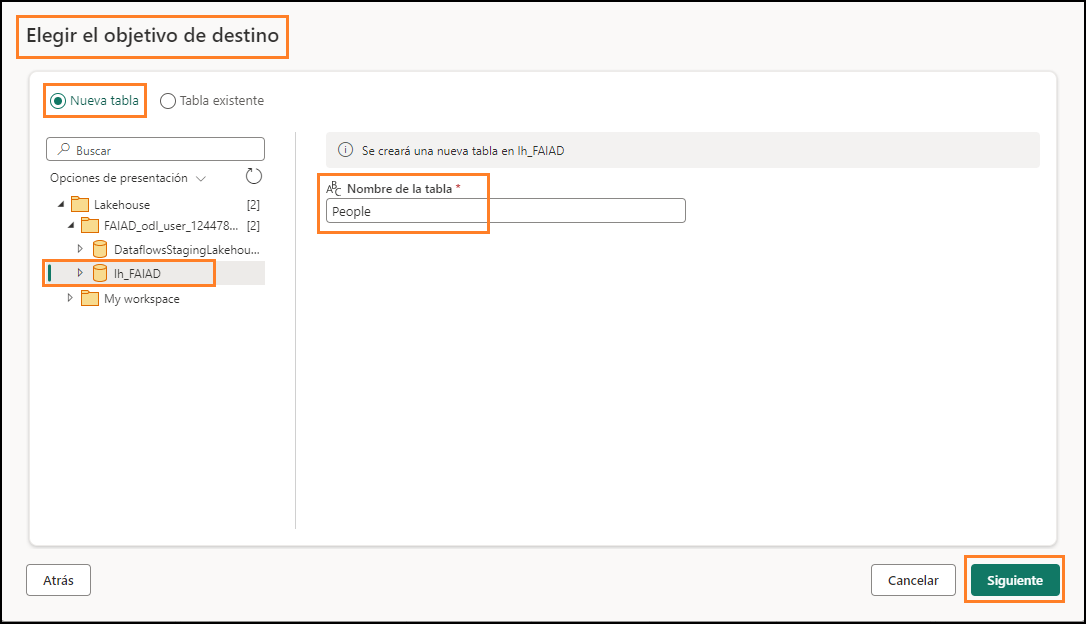 Elegir el objetivo de destino
Nueva tabla
Tabla existente
Buscar
Opciones de presentación
Lakehouse [2]
FAIAD_odl_user_124478... [2]
DataflowsStagingLakehou...
lh_FAIAD
My workspace
Se creará una nueva tabla en lh_FAIAD
ABC Nombre de la tabla *
People
Atrás
Cancelar
Siguiente